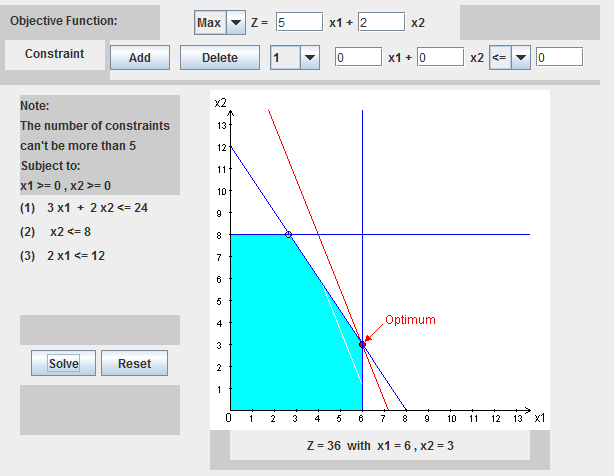 Objective Function:
Max Z = 5 x1 + 2 x2
Constraint Add Delete 1 0 x1 + 0 x2 <= 0
Note:
The number of constraints
can't be more than 5
Subject to:
x1 >= 0 , x2 >= 0
(1) 3 x1 + 2 x2 <= 24
(2) x2 <= 8
(3) 2 x1 <= 12
Solve Reset
x2
13
12
11
10
9
8
7
6
5
4
3
2
1
Optimum
0 1 2 3 4 5 6 7 8 9 10 11 12 13 x1
Z = 36 with x1 = 6 , x2 = 3